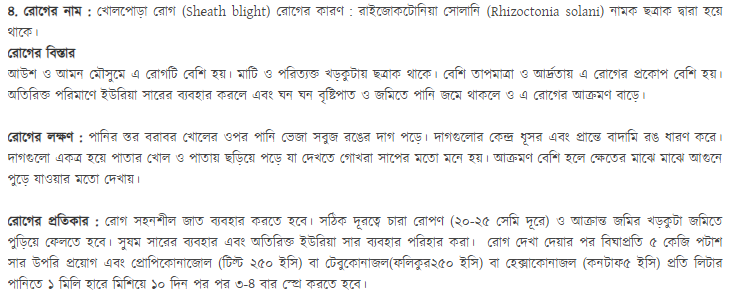 ৪. রোগের নাম : খোলপোড়া রোগ (Sheath blight) রোগের কারণ : রাইজোকটোনিয়া সোলানি (Rhizoctonia solani) নামক ছত্রাক দ্বারা হয়ে
থাকে।
রোগের বিস্তার
আউশ ও আমন মৌসুমে এ রোগটি বেশি হয়। মাটি ও পরিত্যক্ত খড়কুটায় ছত্রাক থাকে। বেশি তাপমাত্রা ও আর্দ্রতায় এ রোগের প্রকোপ বেশি হয়।
অতিরিক্ত পরিমাণে ইউরিয়া সারের ব্যবহার করলে এবং ঘন ঘন বৃষ্টিপাত ও জমিতে পানি জমে থাকলে ও এ রোগের আক্রমণ বাড়ে।
রোগের লক্ষণ : পানির স্তর বরাবর খোলের ওপর পানি ভেজা সবুজ রঙের দাগ পড়ে। দাগগুলোর কেন্দ্র ধূসর এবং প্রান্তে বাদামি রঙ ধারণ করে।
দাগগুলো একত্র হয়ে পাতার খোল ও পাতায় ছড়িয়ে পড়ে যা দেখতে গোখরা সাপের মতো মনে হয়। আক্রমণ বেশি হলে ক্ষেতের মাঝে মাঝে আগুনে
পুড়ে যাওয়ার মতো দেখায়।
রোগের প্রতিকার : রোগ সহনশীল জাত ব্যবহার করতে হবে। সঠিক দূরত্বে চারা রোপণ (২০-২৫ সেমি দূরে) ও আক্রান্ত জমির খড়কুটা জমিতে
পুড়িয়ে ফেলতে হবে। সুষম সারের ব্যবহার এবং অতিরিক্ত ইউরিয়া সার ব্যবহার পরিহার করা। রোগ দেখা দেয়ার পর বিঘাপ্রতি ৫ কেজি পটাশ
সার উপরি প্রয়োগ এবং প্রোপিকোনাজোল (টিল্ট ২৫০ ইসি) বা টেবুকোনাজল(ফলিকুর২৫০ ইসি) বা হেক্সাকোনাজল (কনটাফ৫ ইসি) প্রতি লিটার
পানিতে ১ মিলি হারে মিশিয়ে ১০ দিন পর পর ৩-4 বার স্প্রে করতে হবে।